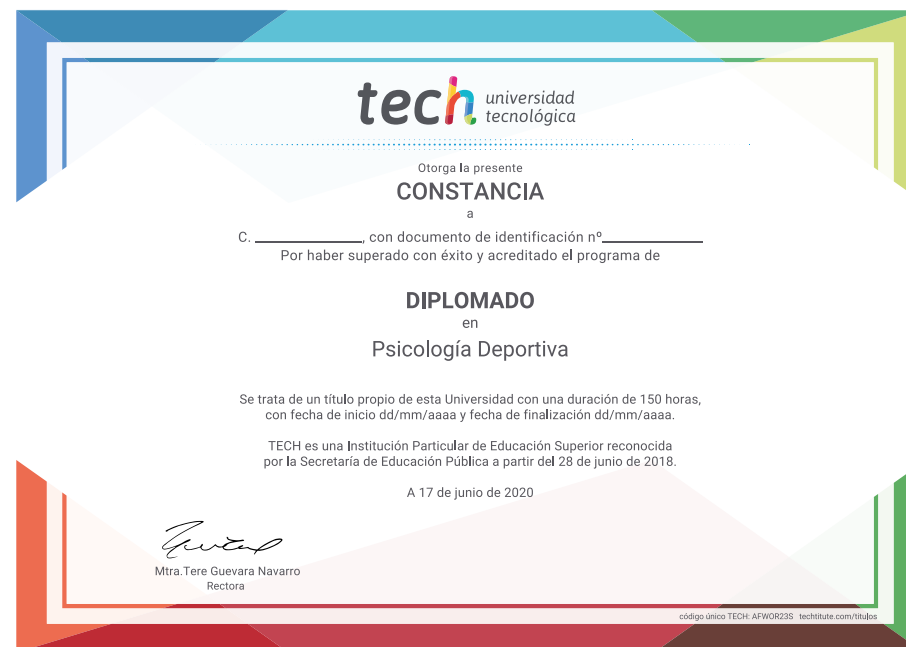 tech universidad
tecnológica
Otorga la presente
CONSTANCIA
a
C. ________________, con documento de identificación nº_______________
Por haber superado con éxito y acreditado el programa de
DIPLOMADO
en
Psicología Deportiva
Se trata de un título propio de esta Universidad con una duración de 150 horas,
con fecha de inicio dd/mm/aaaa y fecha de finalización dd/mm/aaaa.
TECH es una Institución Particular de Educación Superior reconocida
por la Secretaría de Educación Pública a partir del 28 de junio de 2018.
A 17 de junio de 2020
Mtra.Tere Guevara Navarro
Rectora
código único TECH: AFWOR23S techtitute.com/titulos